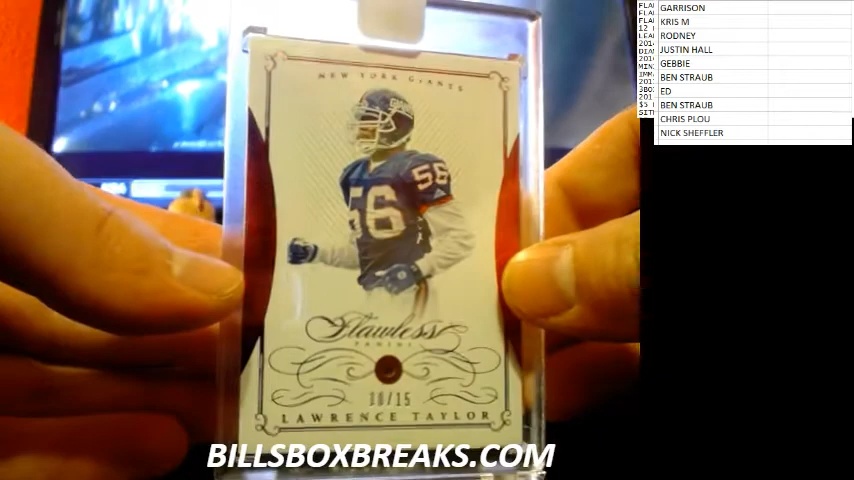 NEW YORK GIANTS
56
56
Flawless
PANINI
10/15
LAWRENCE TAYLOR
BILLSBOXBREAKS.COM
GARRISON
KRIS M
RODNEY
JUSTIN HALL
GEBBIE
BEN STRAUB
ED
BEN STRAUB
CHRIS PLOU
NICK SHEFFLER